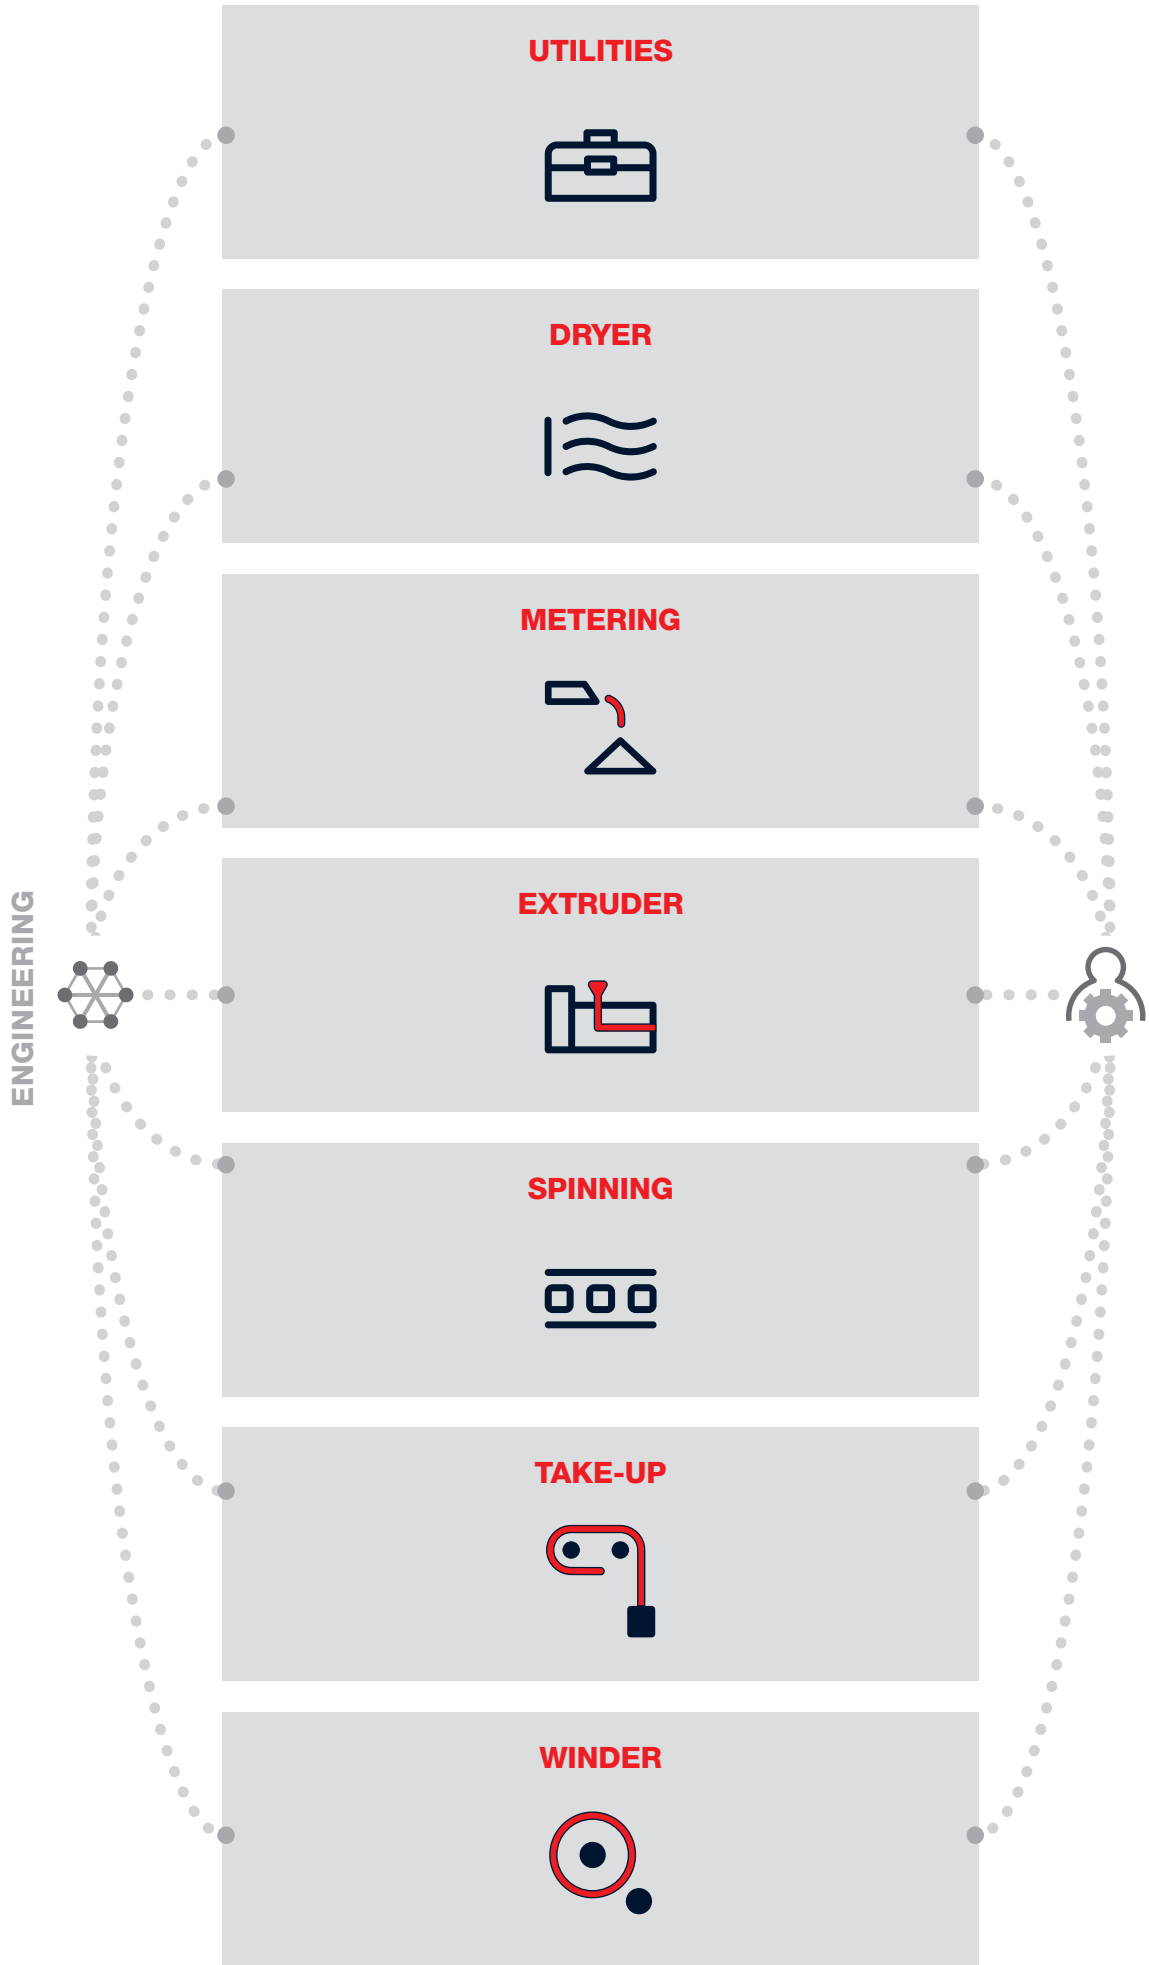 UTILITIES
DRYER
METERING
EXTRUDER
ENGINEERING
SPINNING
TAKE-UP
WINDER